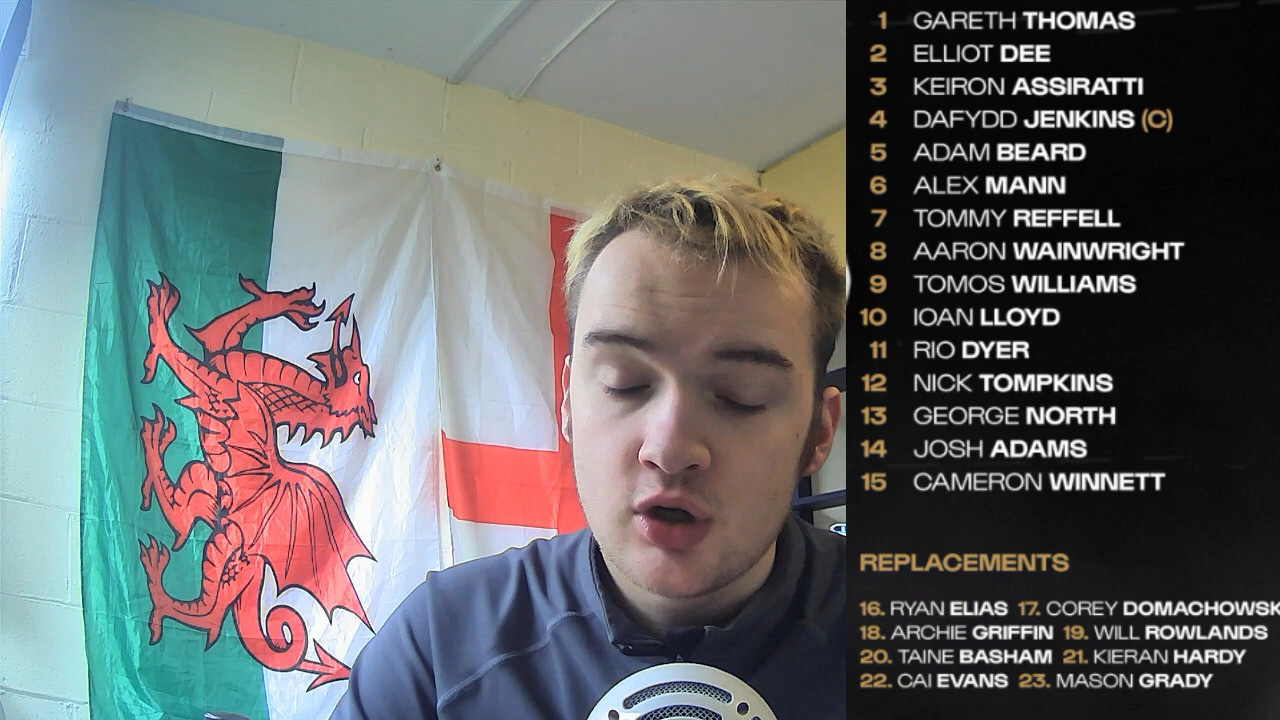 1 GARETH THOMAS
2 ELLIOT DEE
3 KEIRON ASSIRATTI
4 DAFYDD JENKINS (C)
5 ADAM BEARD
6 ALEX MANN
7 TOMMY REFFELL
8 AARON WAINWRIGHT
9 TOMOS WILLIAMS
10 IOAN LLOYD
11 RIO DYER
12 NICK TOMPKINS
13 GEORGE NORTH
14 JOSH ADAMS
15 CAMERON WINNETT
REPLACEMENTS
16. RYAN ELIAS 17. COREY DOMACHOWSK
18. ARCHIE GRIFFIN 19. WILL ROWLANDS
20. TAINE BASHAM 21. KIERAN HARDY
22. CAI EVANS 23. MASON GRADY